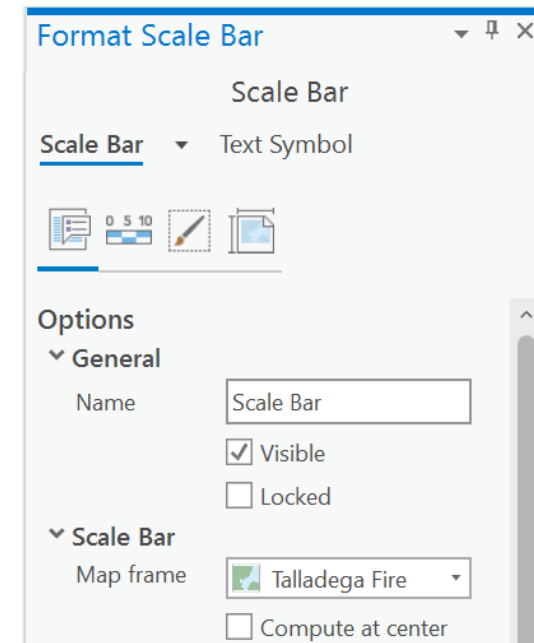 Format Scale Bar
Scale Bar
Scale Bar Text Symbol
0 5 10
Options
General
Name Scale Bar
Visible
Locked
Scale Bar
Map frame Talladega Fire
Compute at center